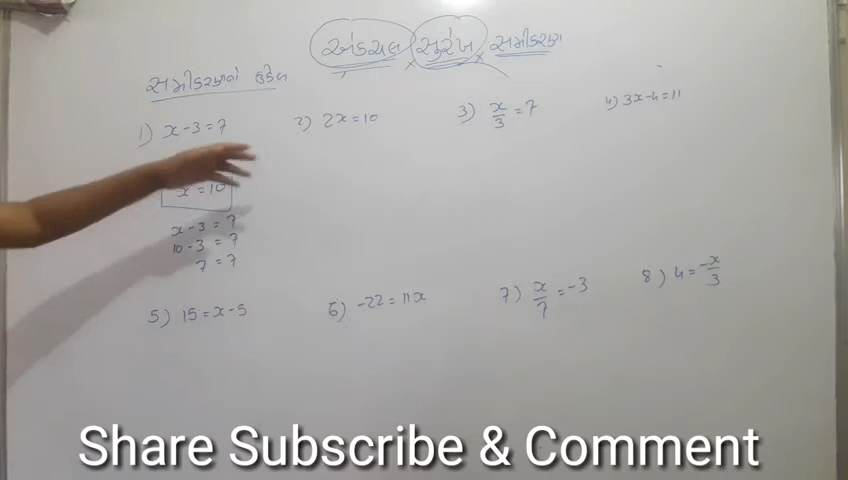 એકચલ સુરેખ સમીકરણ
સમીકરણનો ઉકેલ
1) x - 3 = 7
2) 2x = 10
3) x/3 = 7
4) 3x - 4 = 11
x = 10
x - 3 = 7
10 - 3 = 7
7 = 7
5) 15 = x - 5
6) -22 = 11x
7) x/7 = -3
8) 4 = -x/3
Share Subscribe & Comment